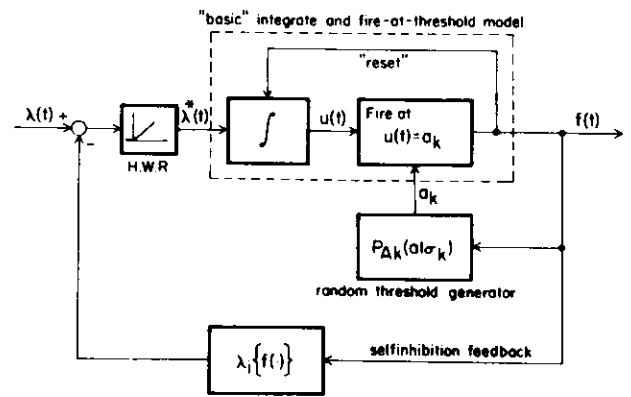 "basic" integrate and fire-at-threshold model
"reset"
λ(t) +
−
H.W.R
λ*(t)
∫
u(t)
Fire at
u(t)=a_k
f(t)
a_k
P_Ak(a|σ_k)
random threshold generator
selfinhibition feedback
λ_i{f(·)}